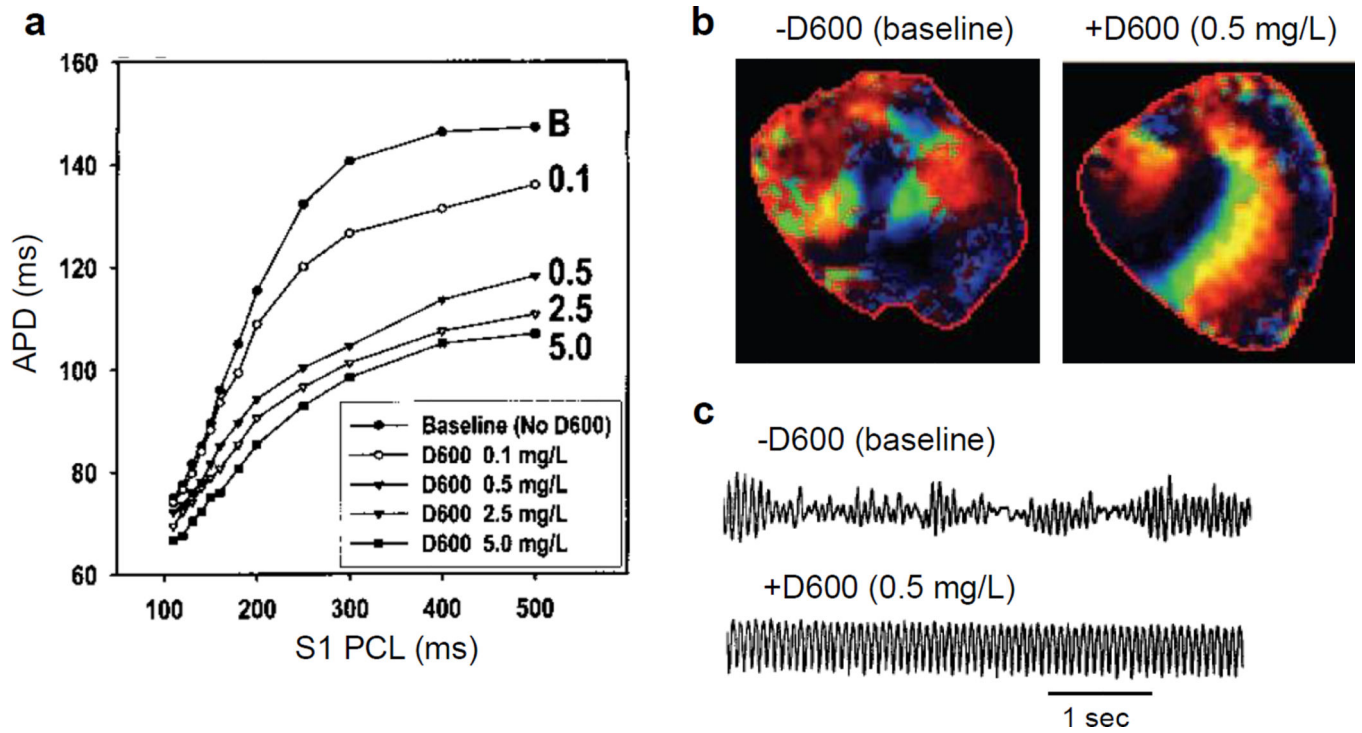 a
160
140
120
100
80
60
APD (ms)
100 200 300 400 500
S1 PCL (ms)
B
0.1
0.5
2.5
5.0
Baseline (No D600)
D600 0.1 mg/L
D600 0.5 mg/L
D600 2.5 mg/L
D600 5.0 mg/L
b
-D600 (baseline)
+D600 (0.5 mg/L)
c
-D600 (baseline)
+D600 (0.5 mg/L)
1 sec